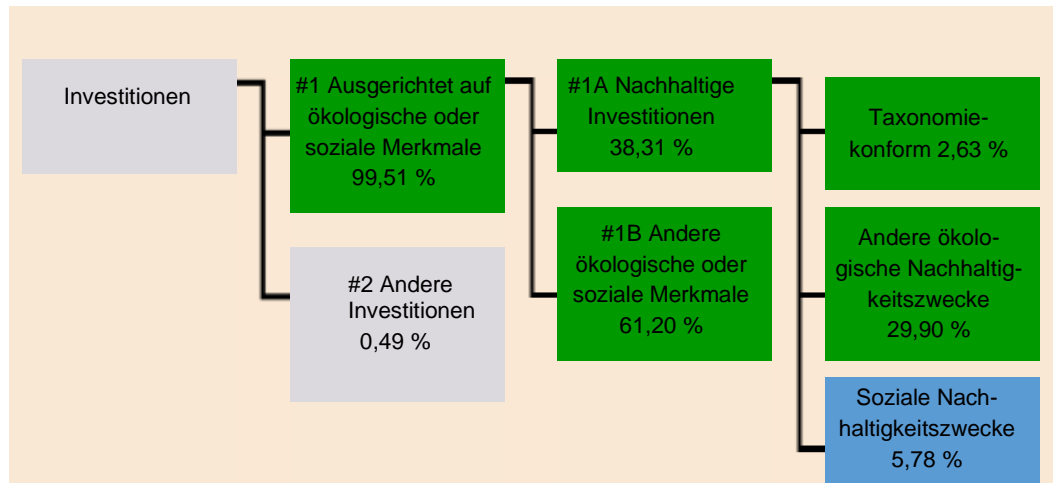 Investitionen
#1 Ausgerichtet auf
ökologische oder
soziale Merkmale
99,51 %
#2 Andere
Investitionen
0,49 %
#1A Nachhaltige
Investitionen
38,31 %
#1B Andere
ökologische oder
soziale Merkmale
61,20 %
Taxonomie-
konform 2,63 %
Andere ökolo-
gische Nachhaltig-
keitszwecke
29,90 %
Soziale Nach-
haltigkeitszwecke
5,78 %